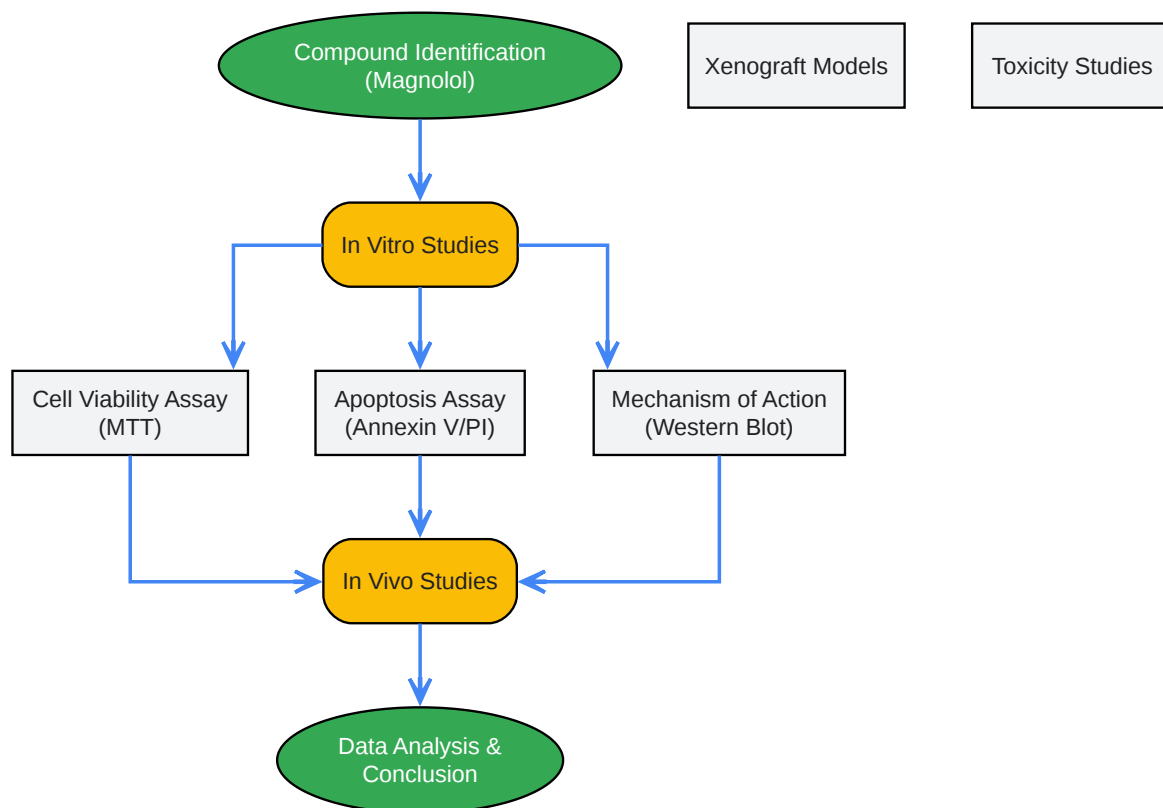 Compound Identification
(Magnolol)
Xenograft Models
Toxicity Studies
In Vitro Studies
Cell Viability Assay
(MTT)
Apoptosis Assay
(Annexin V/PI)
Mechanism of Action
(Western Blot)
In Vivo Studies
Data Analysis &
Conclusion